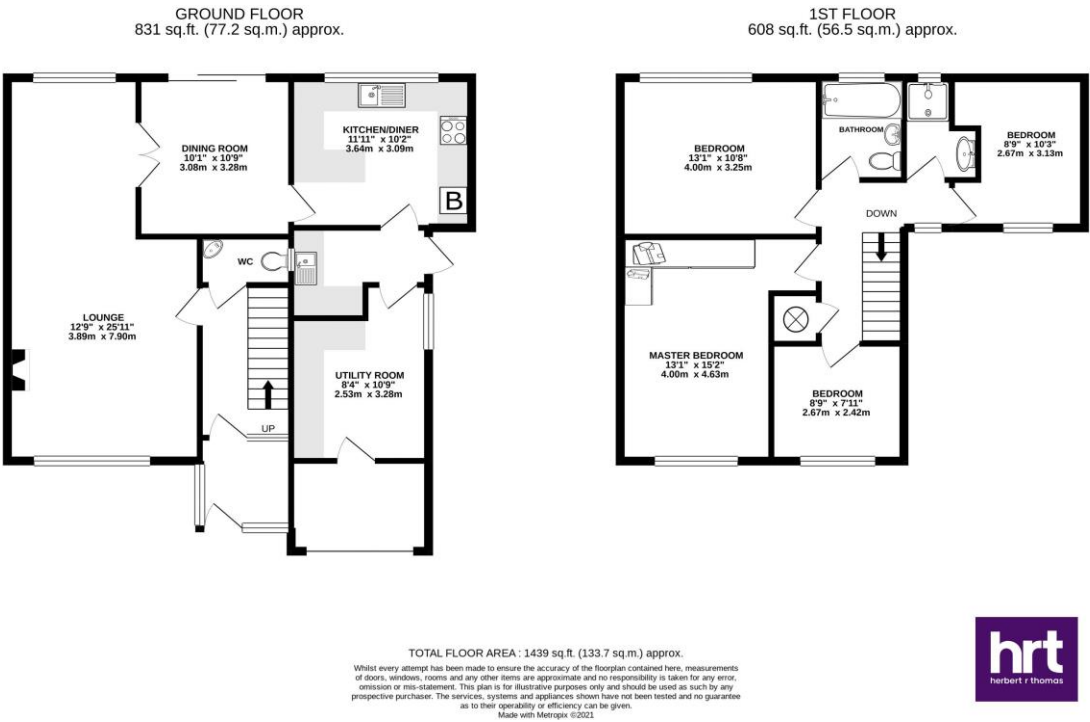 GROUND FLOOR
831 sq.ft. (77.2 sq.m.) approx.
1ST FLOOR
608 sq.ft. (56.5 sq.m.) approx.
DINING ROOM
10'1" x 10'9"
3.08m x 3.28m
KITCHEN/DINER
11'11" x 10'2"
3.64m x 3.09m
B
WC
LOUNGE
12'9" x 25'11"
3.89m x 7.90m
UTILITY ROOM
8'4" x 10'9"
2.53m x 3.28m
UP
BEDROOM
13'1" x 10'8"
4.00m x 3.25m
BATHROOM
BEDROOM
8'9" x 10'3"
2.67m x 3.13m
DOWN
MASTER BEDROOM
13'1" x 15'2"
4.00m x 4.63m
BEDROOM
8'9" x 7'11"
2.67m x 2.42m
TOTAL FLOOR AREA : 1439 sq.ft. (133.7 sq.m.) approx.
Whilst every attempt has been made to ensure the accuracy of the floorplan contained here, measurements
of doors, windows, rooms and any other items are approximate and no responsibility is taken for any error,
omission or mis-statement. This plan is for illustrative purposes only and should be used as such by any
prospective purchaser. The services, systems and appliances shown have not been tested and no guarantee
as to their operability or efficiency can be given.
Made with Metropix ©2021
hrt
herbert r thomas